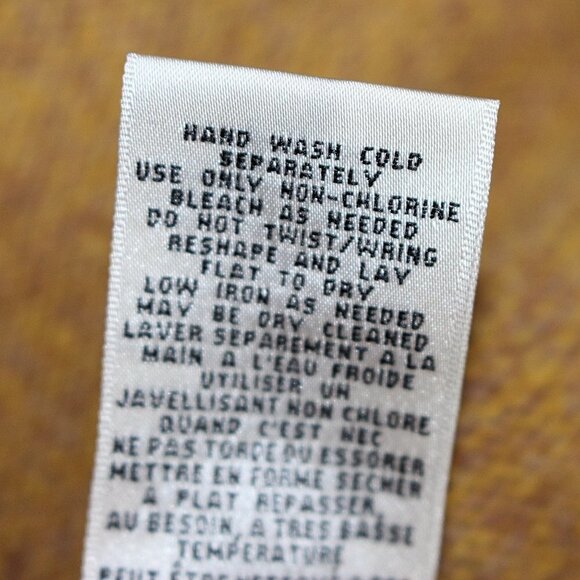 HAND WASH COLD
SEPARATELY
USE ONLY NON-CHLORINE
BLEACH AS NEEDED
DO NOT TWIST/WRING
RESHAPE AND LAY
FLAT TO DRY
LOW IRON AS NEEDED
MAY BE DRY CLEANED
LAVER SEPAREMENT A LA
MAIN A L'EAU FROIDE
UTILISER UN
JAVELLISANT NON CHLORE
QUAND C'EST NEC
NE PAS TORDE OU ESSORER
METTRE EN FORME SECHER
A PLAT REPASSER
AU BESOIN, A TRES BASSE
TEMPERATURE
PEUT ÊTRE